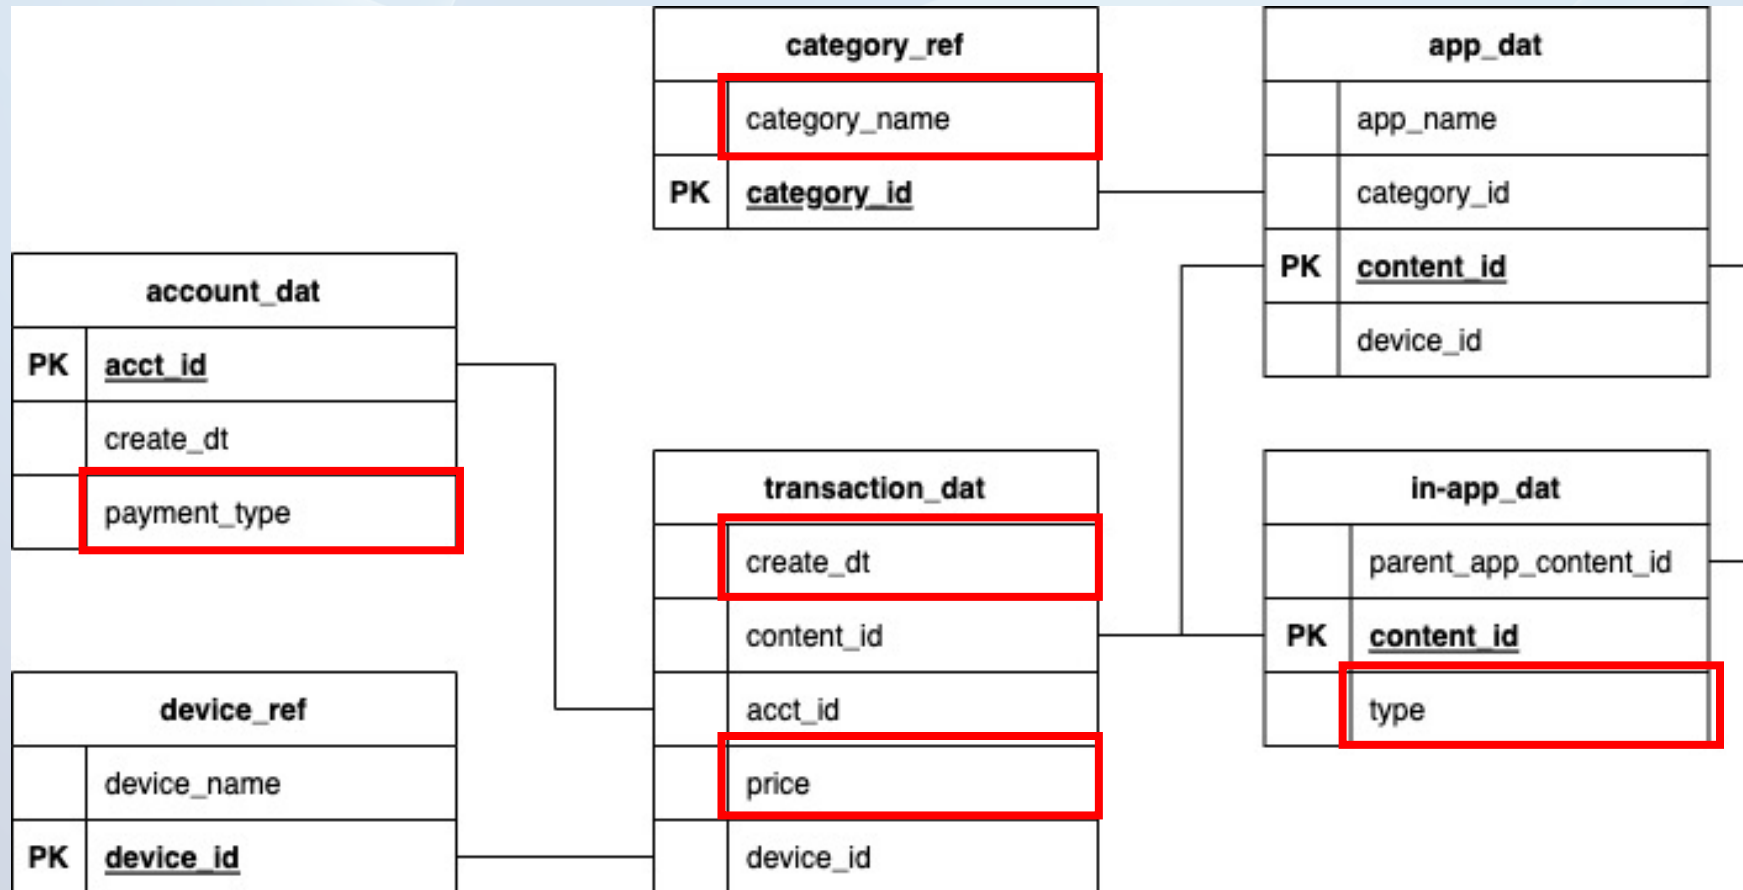 category_ref
category_name
PK category_id
app_dat
app_name
category_id
PK content_id
device_id
account_dat
PK acct_id
create_dt
payment_type
transaction_dat
create_dt
content_id
acct_id
price
device_id
in-app_dat
parent_app_content_id
PK content_id
type
device_ref
device_name
PK device_id